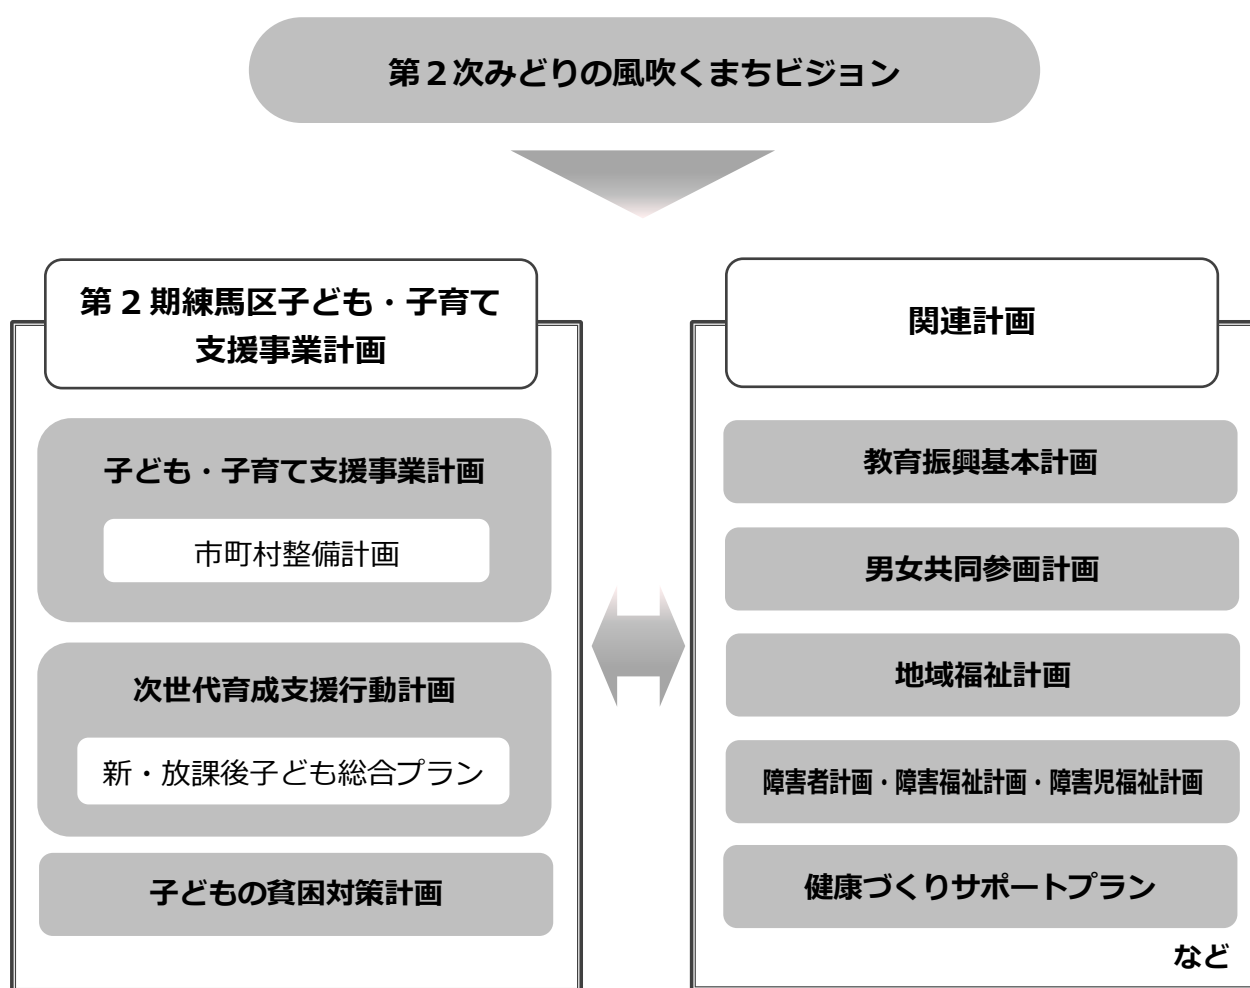 第2次みどりの風吹くまちビジョン
第2期練馬区子ども・子育て
支援事業計画
子ども・子育て支援事業計画
市町村整備計画
次世代育成支援行動計画
新・放課後子ども総合プラン
子どもの貧困対策計画
関連計画
教育振興基本計画
男女共同参画計画
地域福祉計画
障害者計画・障害福祉計画・障害児福祉計画
健康づくりサポートプラン
など